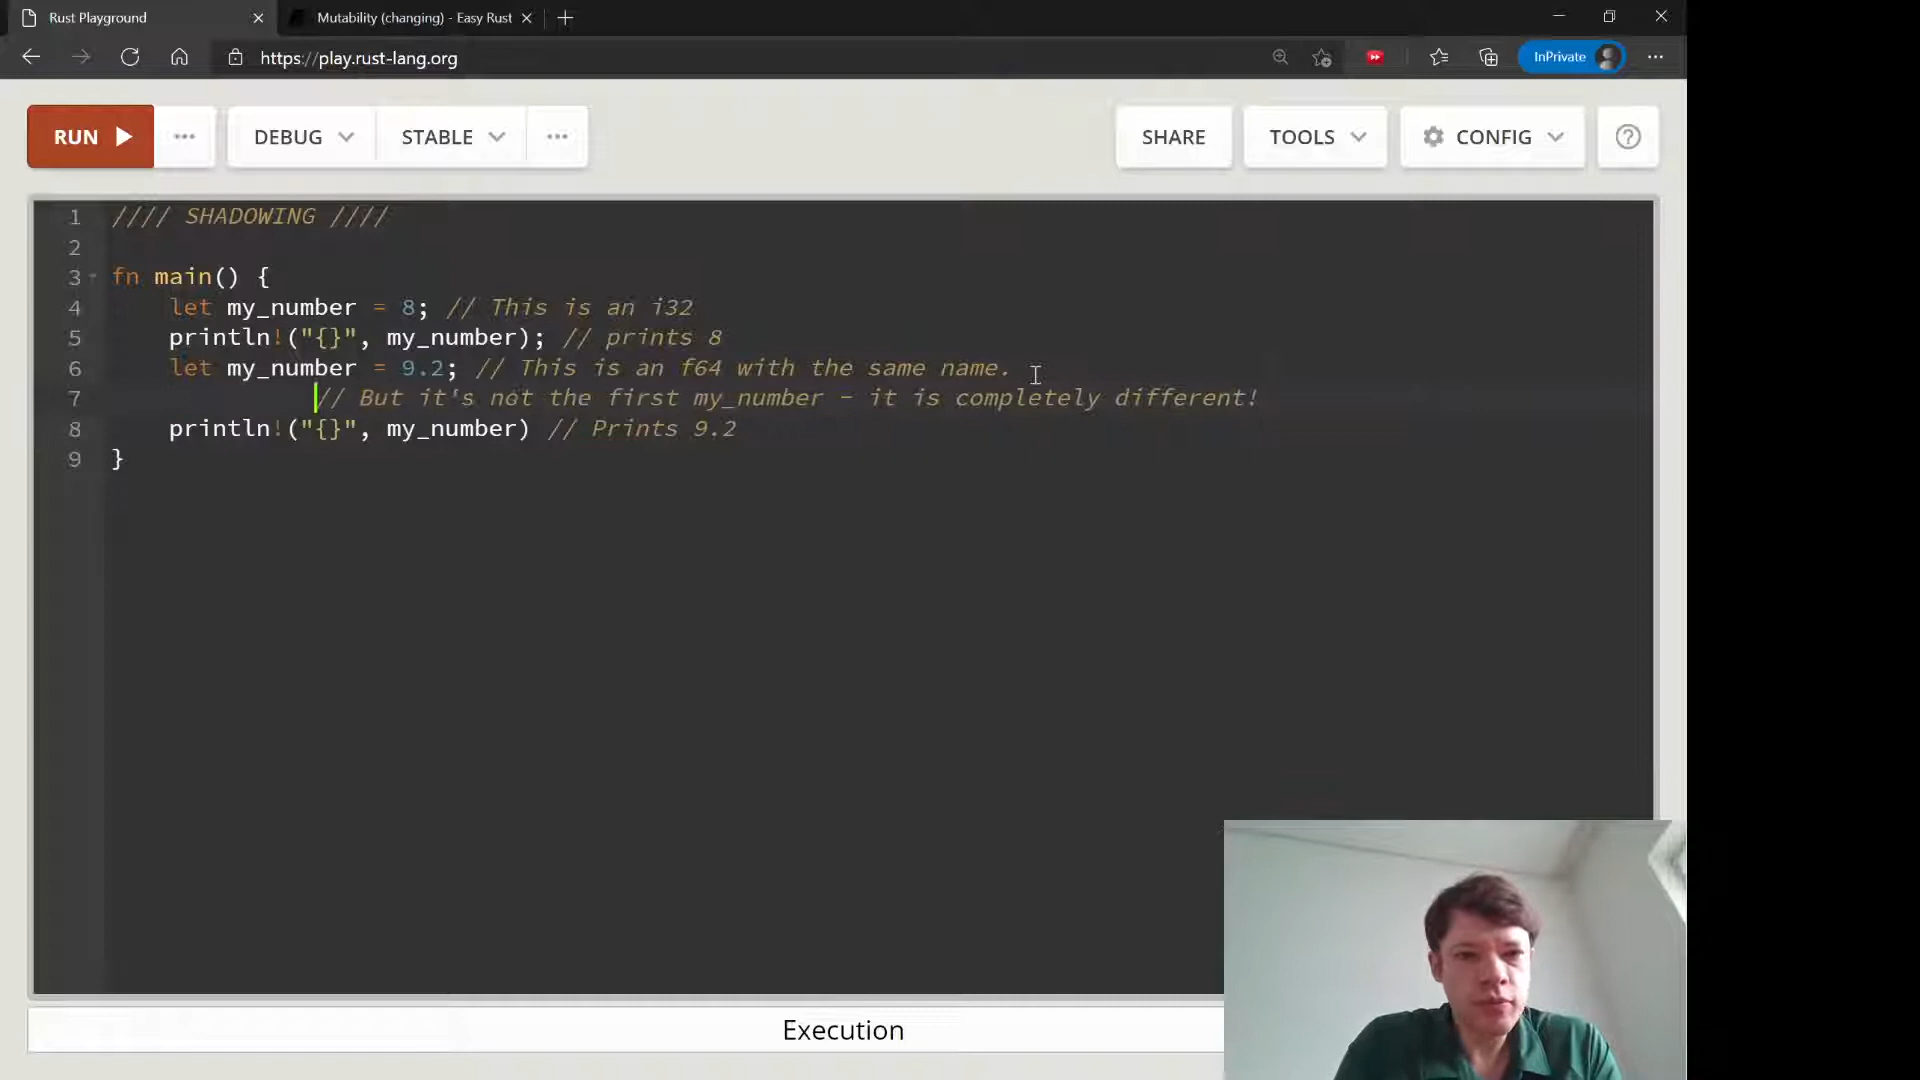 Rust Playground
Mutability (changing) - Easy Rust
https://play.rust-lang.org
InPrivate
RUN
DEBUG
STABLE
SHARE
TOOLS
CONFIG
1 //// SHADOWING ////
2
3 fn main() {
4 let my_number = 8; // This is an i32
5 println!("{}", my_number); // prints 8
6 let my_number = 9.2; // This is an f64 with the same name.
7 // But it's not the first my_number - it is completely different!
8 println!("{}", my_number) // Prints 9.2
9 }
Execution